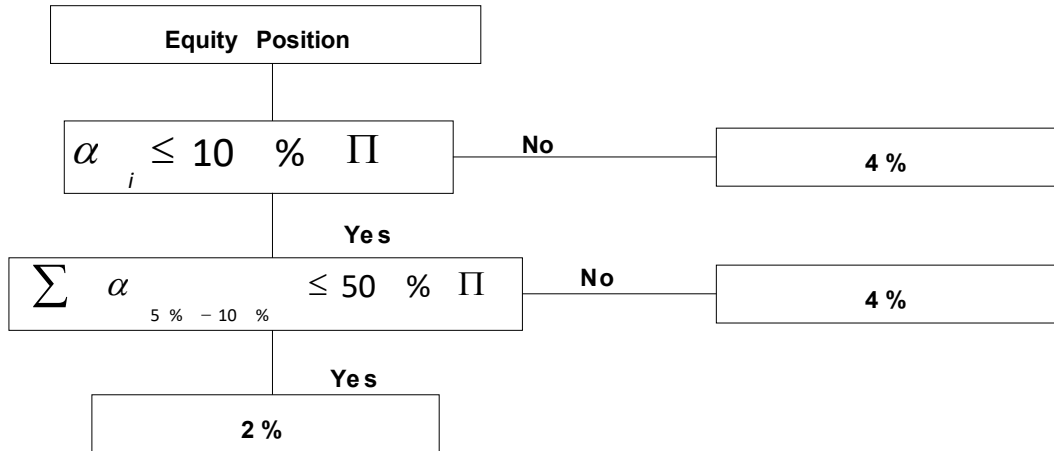 Equity Position
α i ≤ 10 % Π
No
4 %
Yes
∑ α 5 % – 10 % ≤ 50 % Π
No
4 %
Yes
2 %